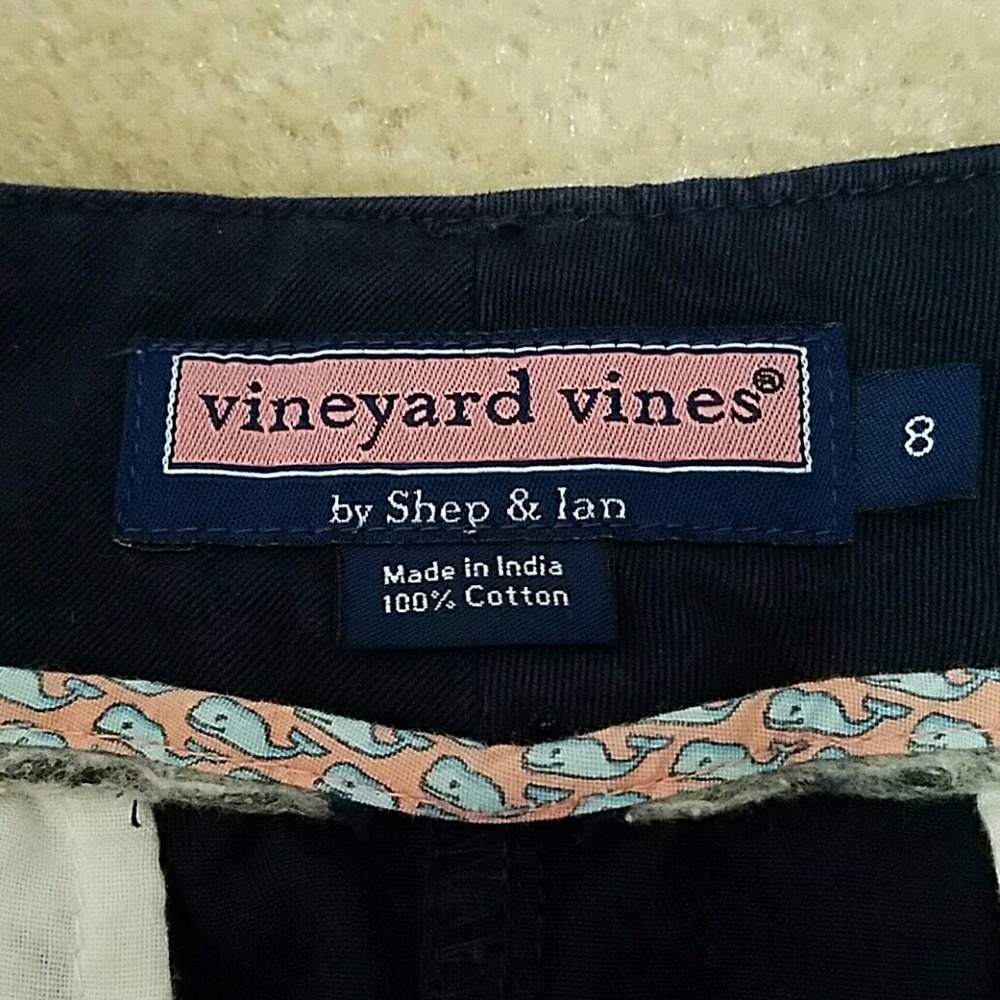 vineyard vines®
8
by Shep & Ian
Made in India
100% Cotton